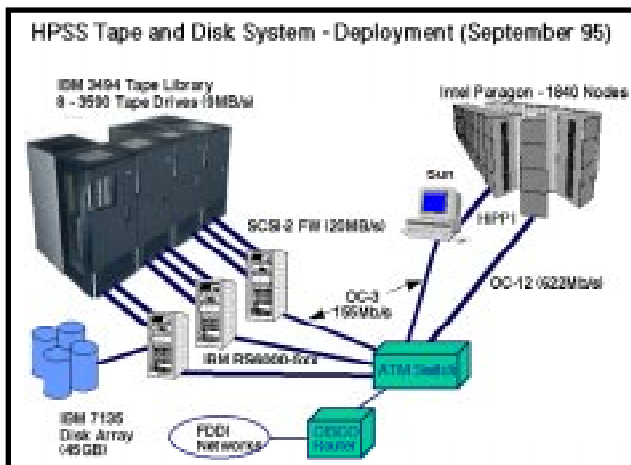 HPSS Tape and Disk System - Deployment (September 95)
IBM 3494 Tape Library
8 - 3590 Tape Drives (9MB/s)
Intel Paragon - 1840 Nodes
Sun
SCSI-2 FW (20MB/s)
HIPPI
OC-12 (622Mb/s)
OC-3
155Mb/s
IBM RS6000-
ATM Switch
IBM 7135
Disk Array
(45GB)
FDDI
Networks
CISCO
Router